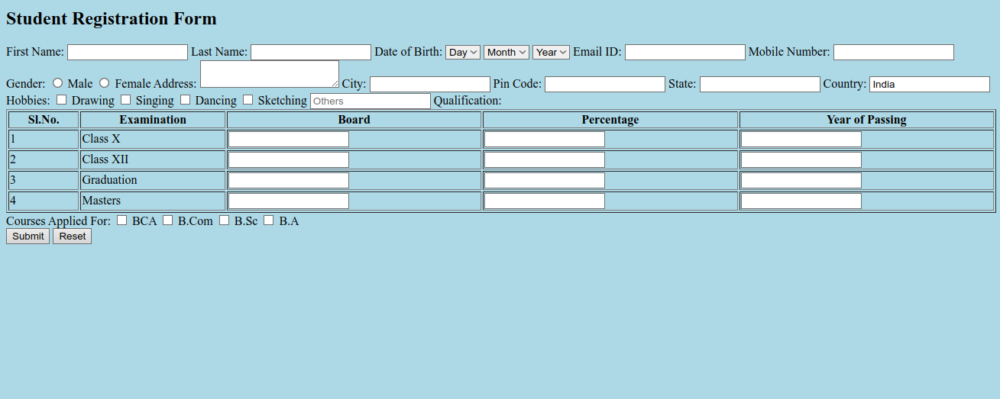 Student Registration Form
First Name: Last Name: Date of Birth: Day Month Year Email ID: Mobile Number:
Gender: Male Female Address: City: Pin Code: State: Country: India
Hobbies: Drawing Singing Dancing Sketching Others Qualification:
Sl.No. Examination Board Percentage Year of Passing
1 Class X
2 Class XII
3 Graduation
4 Masters
Courses Applied For: BCA B.Com B.Sc B.A
Submit Reset